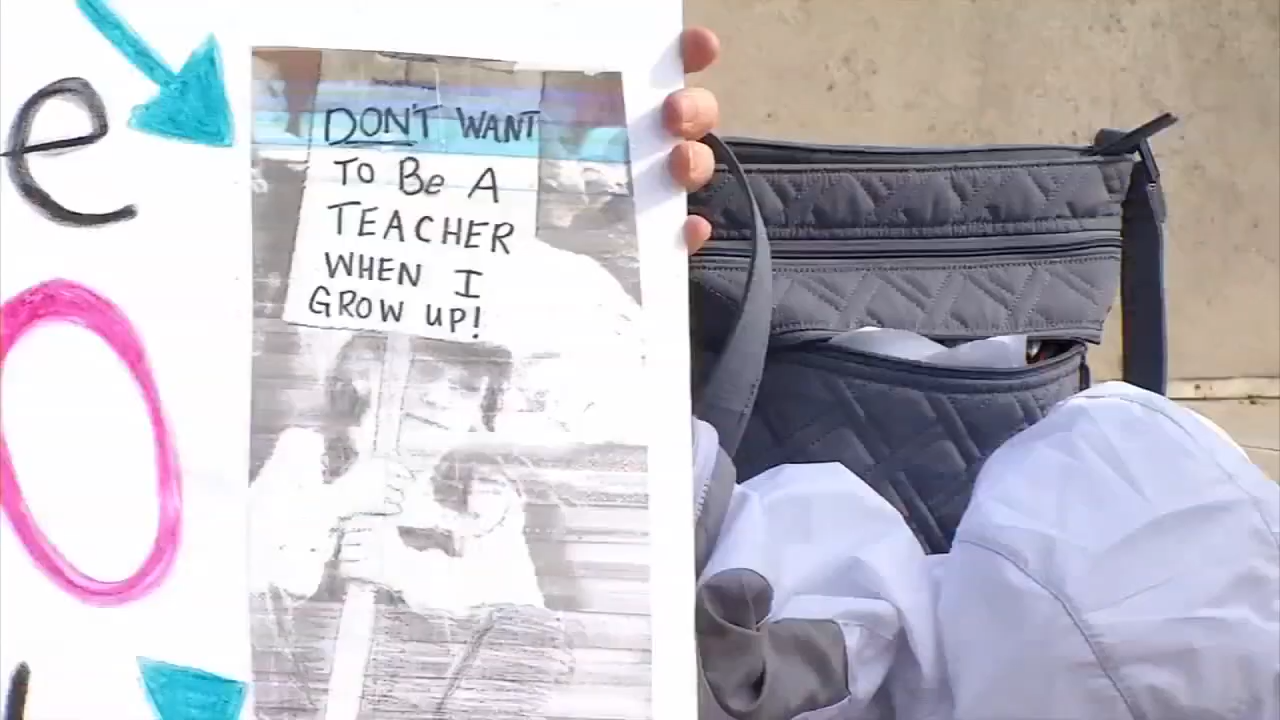 e
DON'T WANT
TO Be A
TEACHER
WHEN I
GROW UP!
O